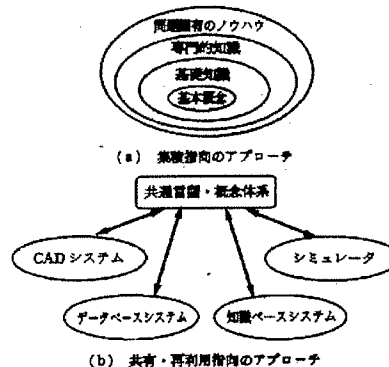 問題固有のノウハウ
専門的知識
基礎知識
基本概念
(a) 集積指向のアプローチ
共通言語・概念体系
CADシステム
シミュレータ
データベースシステム
知識ベースシステム
(b) 共有・再利用指向のアプローチ